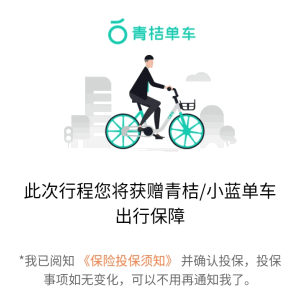 青桔单车
此次行程您将获赠青桔/小蓝单车
出行保障
*我已阅知 《保险投保须知》 并确认投保，投保
事项如无变化，可以不用再通知我了。